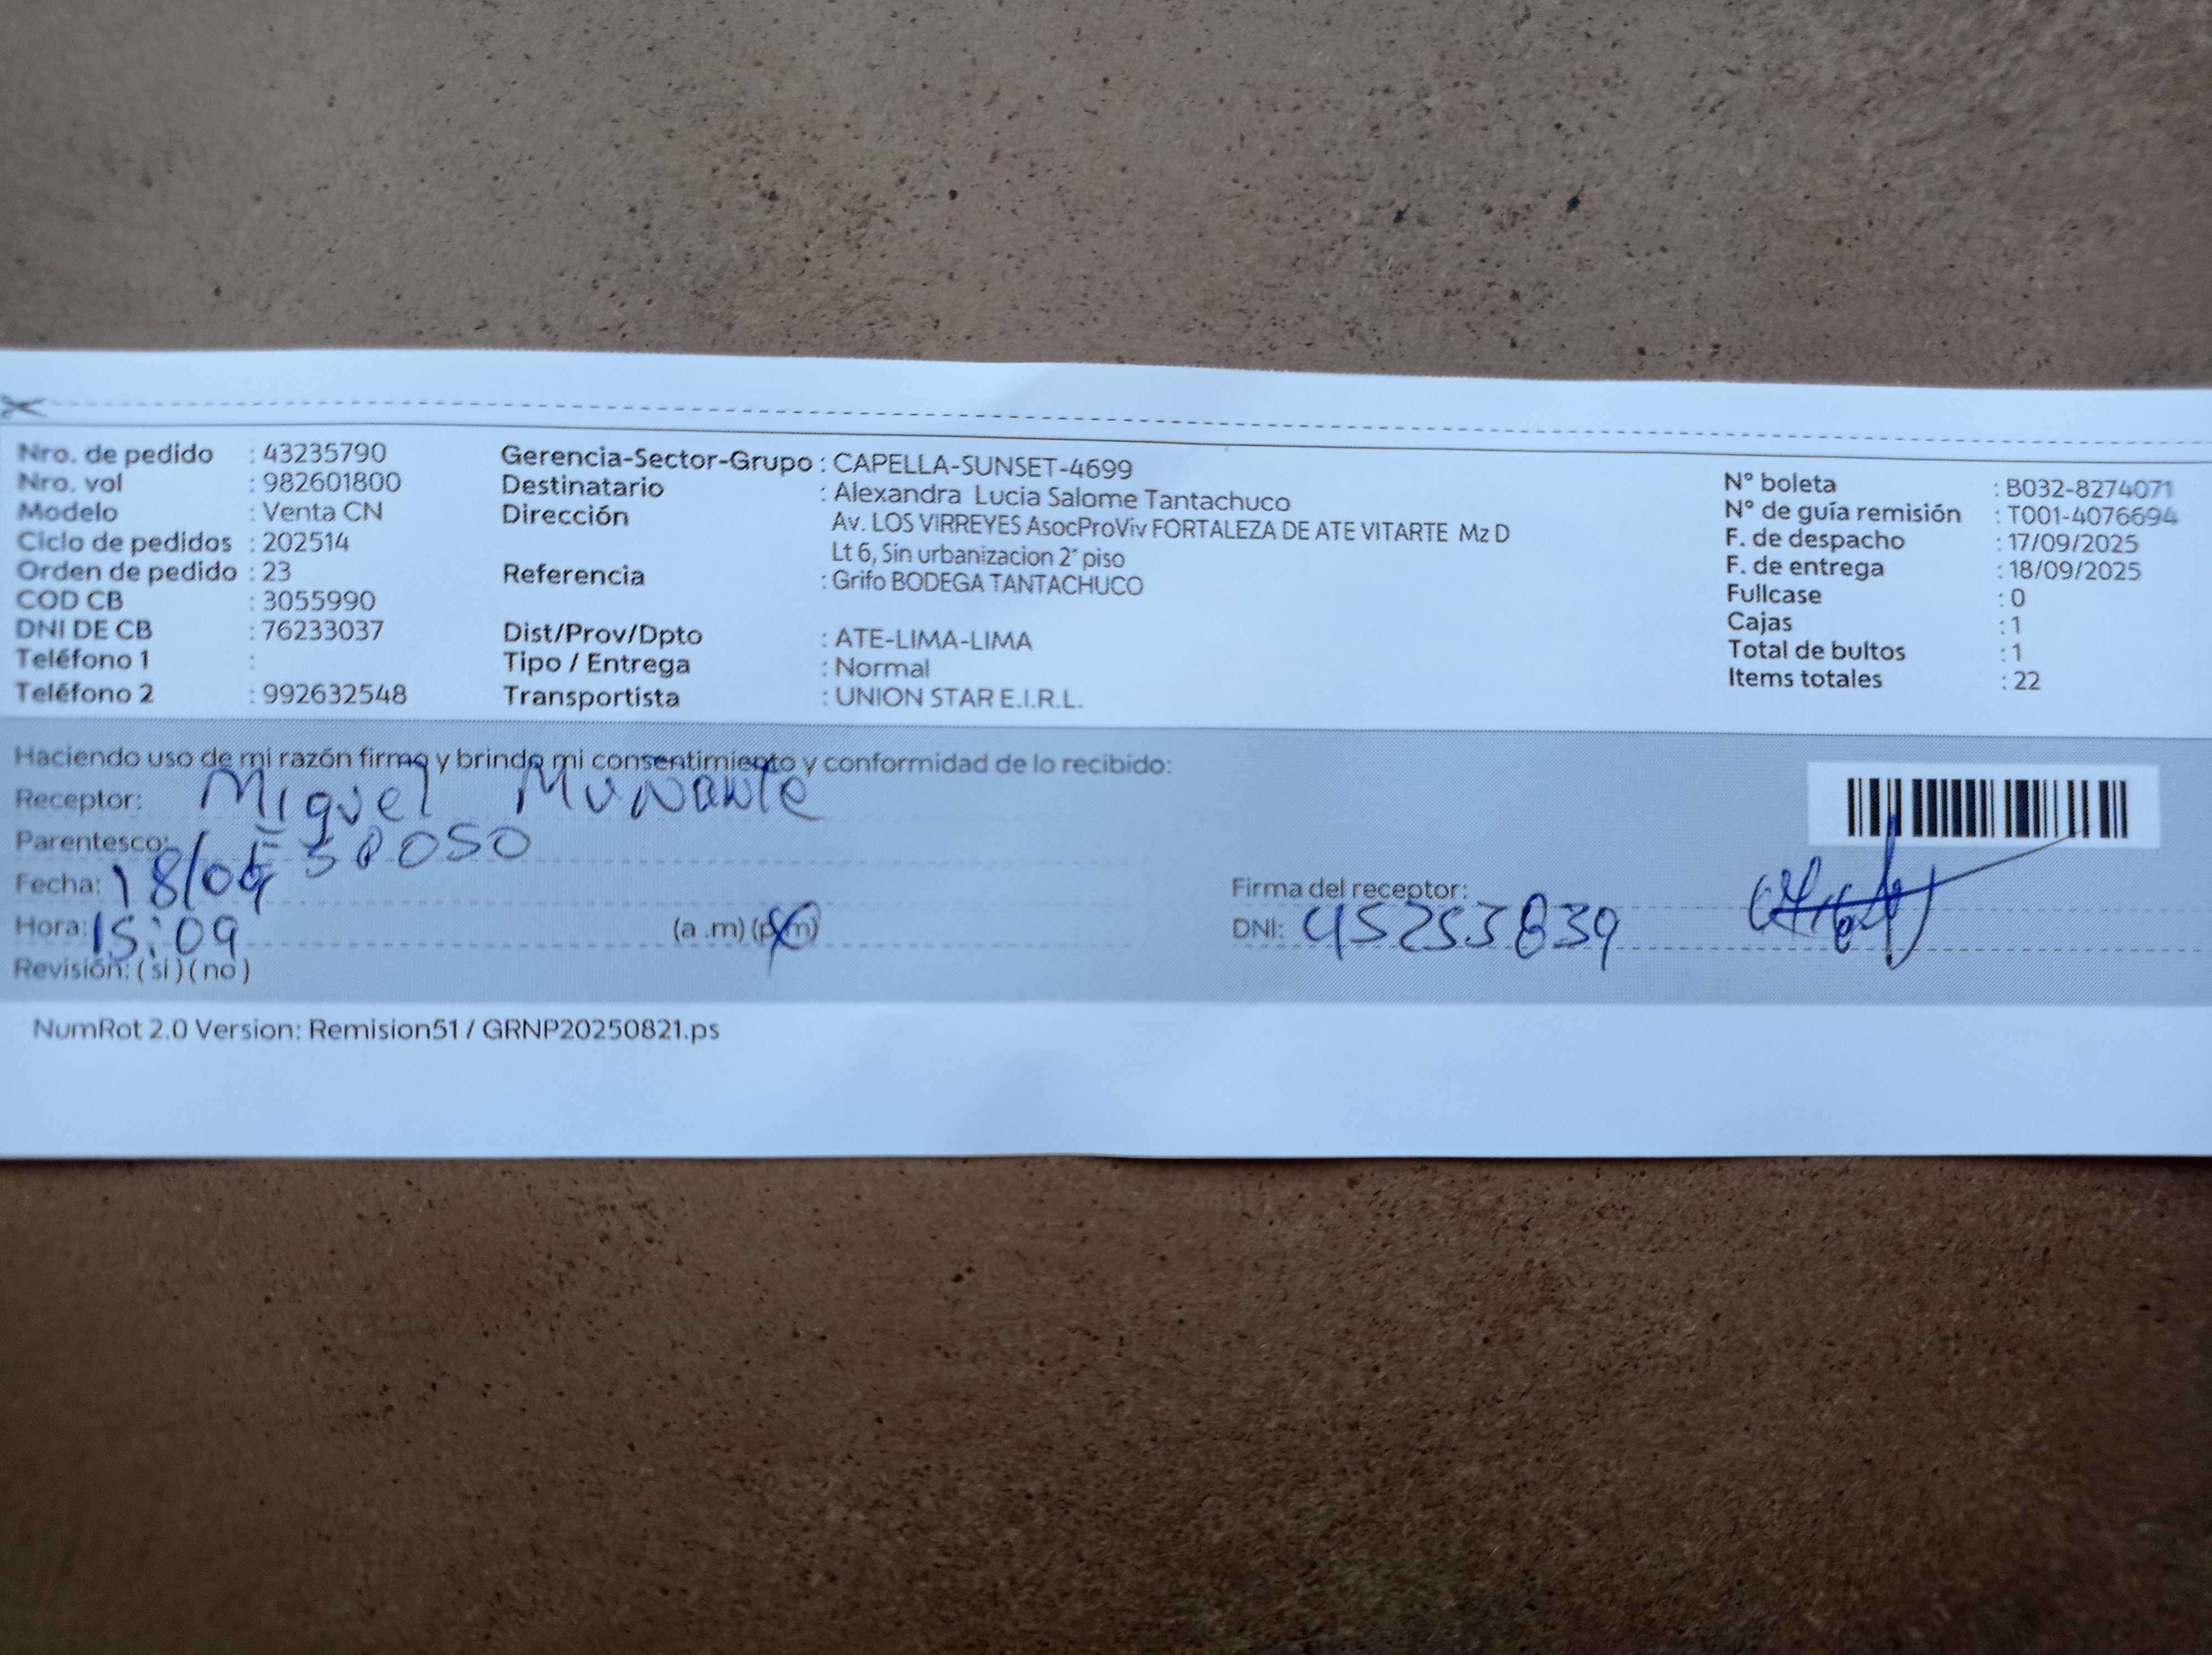 Nro. de pedido : 43235790
Nro. vol : 982601800
Modelo : Venta CN
Ciclo de pedidos : 202514
Orden de pedido : 23
COD CB : 3055990
DNI DE CB : 76233037
Teléfono 1 :
Teléfono 2 : 992632548
Gerencia-Sector-Grupo : CAPELLA-SUNSET-4699
Destinatario : Alexandra Lucia Salome Tantachuco
Dirección Av. LOS VIRREYES AsocProViv FORTALEZA DE ATE VITARTE Mz D
Lt 6, Sin urbanizacion 2° piso
Referencia : Grifo BODEGA TANTACHUCO
Dist/Prov/Dpto : ATE-LIMA-LIMA
Tipo / Entrega : Normal
Transportista : UNION STAR E.I.R.L.
N° boleta : B032-8274071
N° de guía remisión : T001-4076694
F. de despacho : 17/09/2025
F. de entrega : 18/09/2025
Fullcase : 0
Cajas : 1
Total de bultos : 1
Items totales : 22
Haciendo uso de mi razón firmo y brindo mi consentimiento y conformidad de lo recibido:
Receptor: Miguel Muñante
Parentesco: Esposo
Fecha: 18/09
Hora: 15:09 (a .m) (p.m)
Revisión: ( si ) ( no )
Firma del receptor:
DNI: 45253839
NumRot 2.0 Version: Remision51 / GRNP20250821.ps